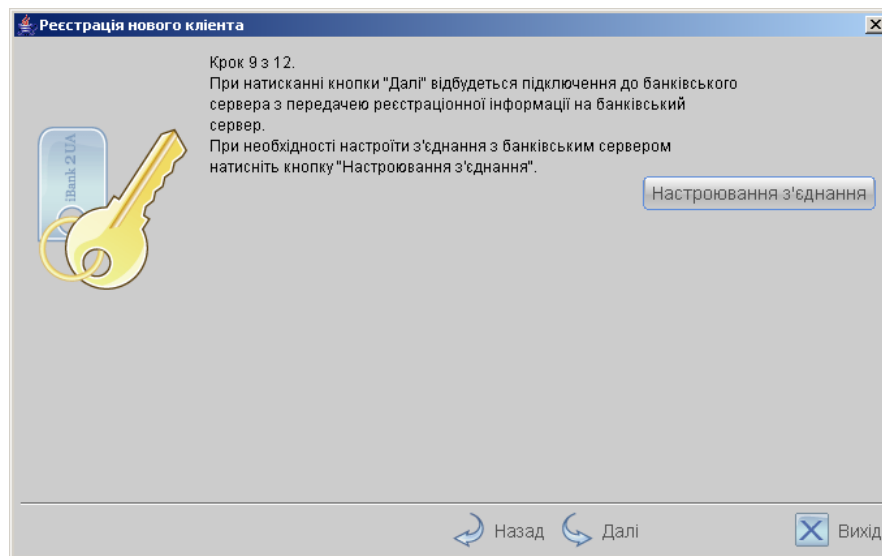 Реєстрація нового клієнта
Крок 9 з 12.
При натисканні кнопки "Далі" відбудеться підключення до банківського
сервера з передачею реєстраціонної інформації на банківський
сервер.
При необхідності настроїти з'єднання з банківським сервером
натисніть кнопку "Настроювання з'єднання".
iBank 2 UA
Настроювання з'єднання
Назад Далі Вихід